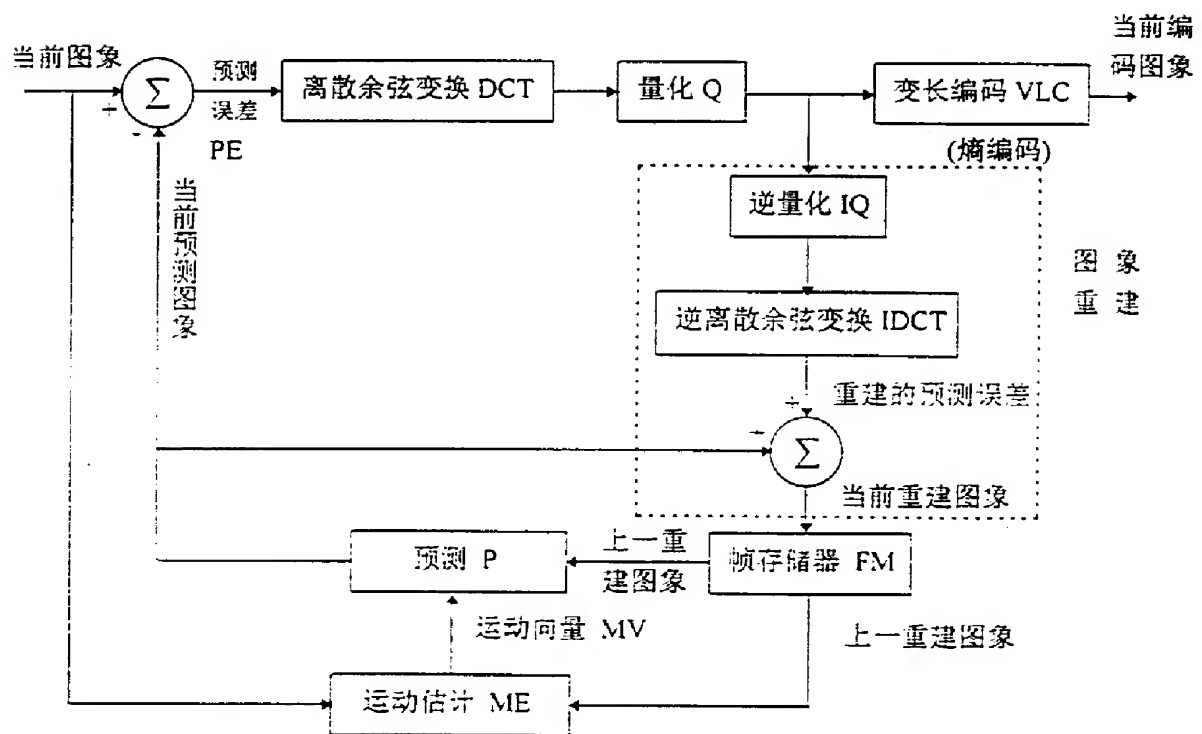 当前图象
预测
误差
PE
离散余弦变换 DCT
量化 Q
变长编码 VLC
(熵编码)
当前编
码图象
Σ
+
-
当前预测图象
逆量化 IQ
图 象
重 建
逆离散余弦变换 IDCT
重建的预测误差
+
+
Σ
当前重建图象
预测 P
上一重
建图象
帧存储器 FM
运动向量 MV
上一重建图象
运动估计 ME